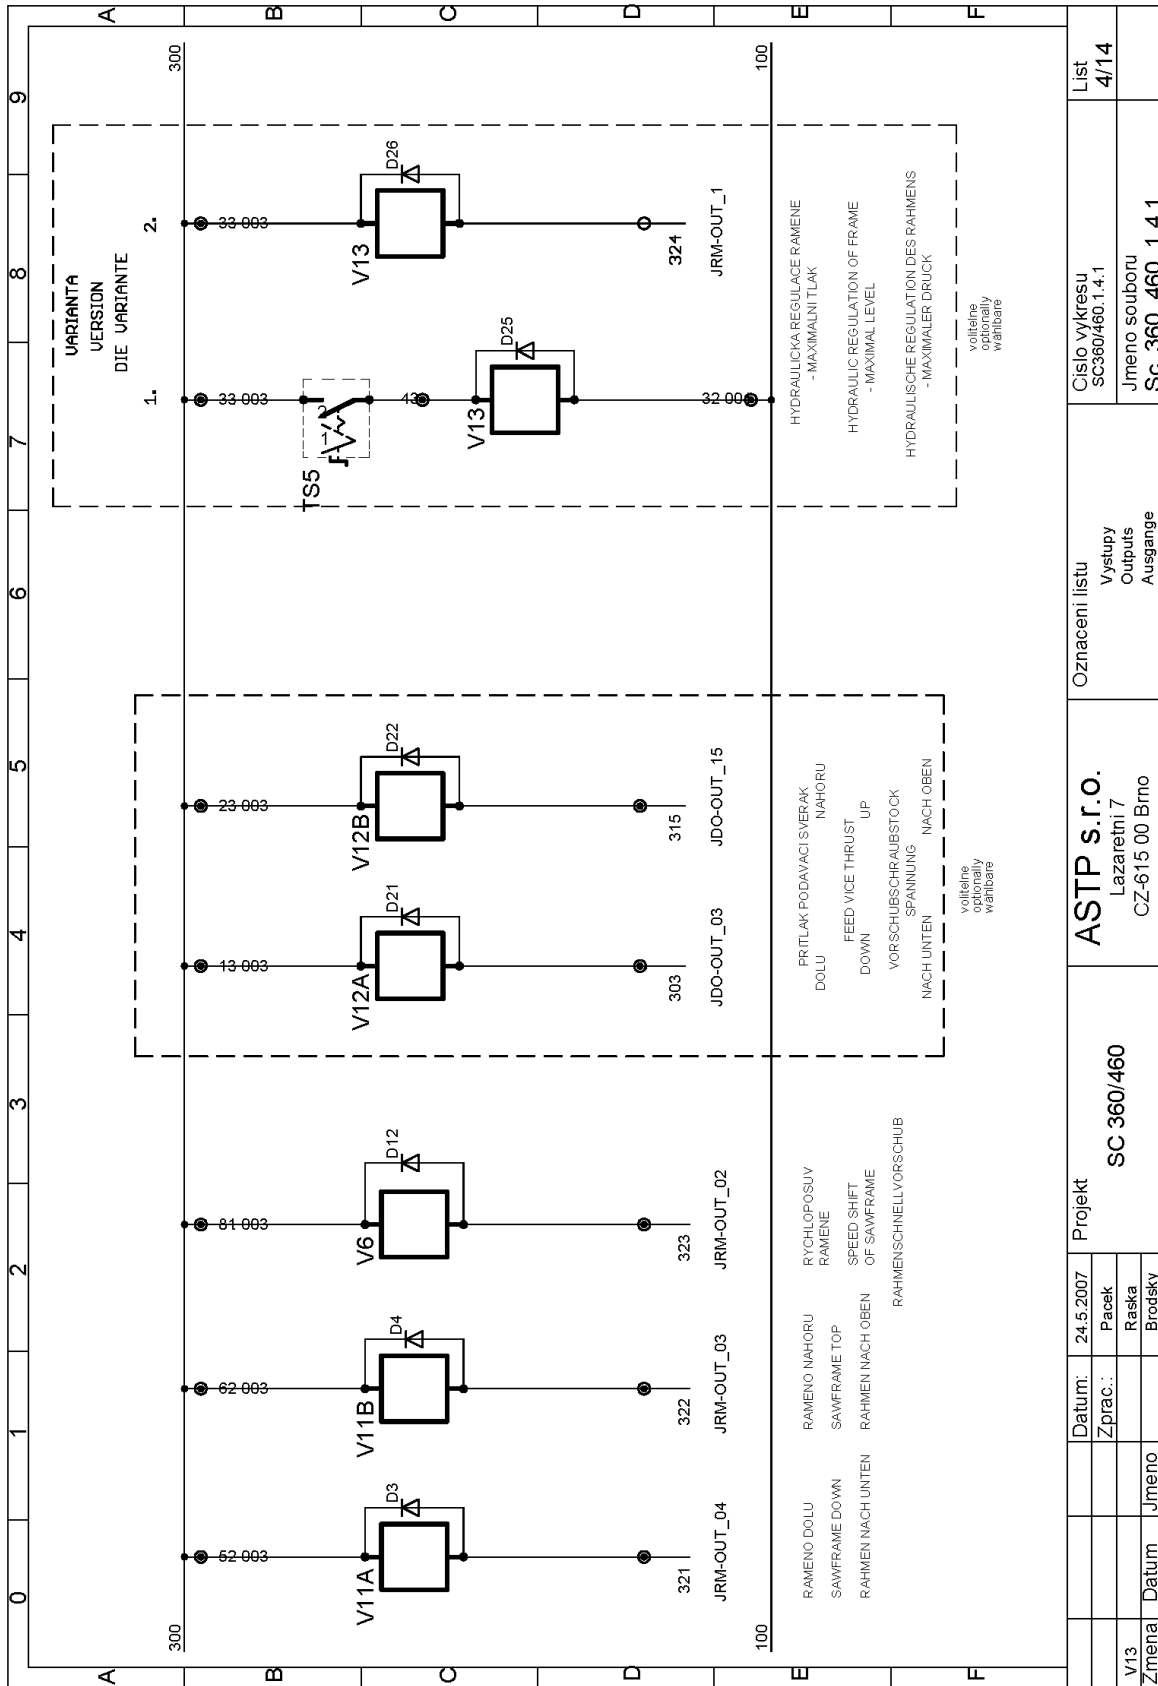 0 1 2 3 4 5 6 7 8 9
A
B
C
D
E
F
A
B
C
D
E
F
300
300
100
100
VARIANTA
VERSION
DIE VARIANTE
1.
2.
52 003
V11A
D3
321
JRM-OUT_04
RAMENO DOLU
SAWFRAME DOWN
RAHMEN NACH UNTEN
62 003
V11B
D4
322
JRM-OUT_03
RAMENO NAHORU
SAWFRAME TOP
RAHMEN NACH OBEN
81 003
V6
D12
323
JRM-OUT_02
RYCHLOPOSUV
RAMENE
SPEED SHIFT
OF SAWFRAME
RAHMENSCHNELLVORSCHUB
13 003
V12A
D21
303
JDO-OUT_03
23 003
V12B
D22
315
JDO-OUT_15
PRITLAK PODAVACI SVERAK
DOLU NAHORU
FEED VICE THRUST
DOWN UP
VORSCHUBSCHRAUBSTOCK
SPANNUNG
NACH UNTEN NACH OBEN
volitelne
optionally
wählbare
33 003
TS5
1
2
43
V13
D25
32 00
33 003
V13
D26
324
JRM-OUT_1
HYDRAULICKA REGULACE RAMENE
- MAXIMALNI TLAK
HYDRAULIC REGULATION OF FRAME
- MAXIMAL LEVEL
HYDRAULISCHE REGULATION DES RAHMENS
- MAXIMALER DRUCK
volitelne
optionally
wählbare
V13
Zmena Datum Jmeno
Datum: 24.5.2007
Zprac.: Pacek
Raska
Brodsky
Projekt
SC 360/460
ASTP s.r.o.
Lazaretni 7
CZ-615 00 Brno
Oznaceni listu
Vystupy
Outputs
Ausgange
Cislo vykresu
SC360/460.1.4.1
Jmeno souboru
Sc_360_460_1.4.1
List
4/14